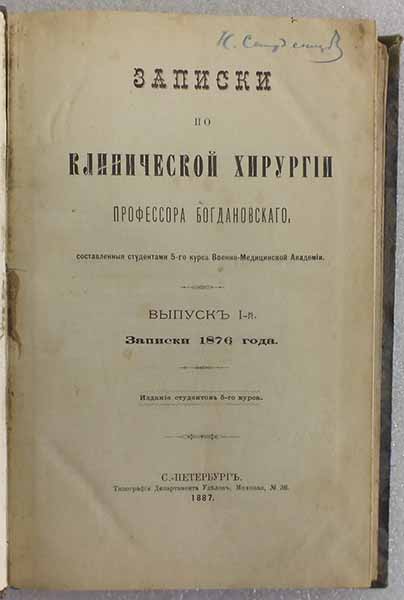 ЗАПИСКИ
ПО
КЛИНИЧЕСКОЙ ХИРУРГІИ
ПРОФЕССОРА БОГДАНОВСКАГО,
составленныя студентами 5-го курса Военно-Медицинской Академіи.
ВЫПУСКЪ I-й.
Записки 1876 года.
Изданіе студентовъ 5-го курса.
С.-ПЕТЕРБУРГЪ.
Типографія Департамента Удѣловъ, Моховая, № 36.
1887.